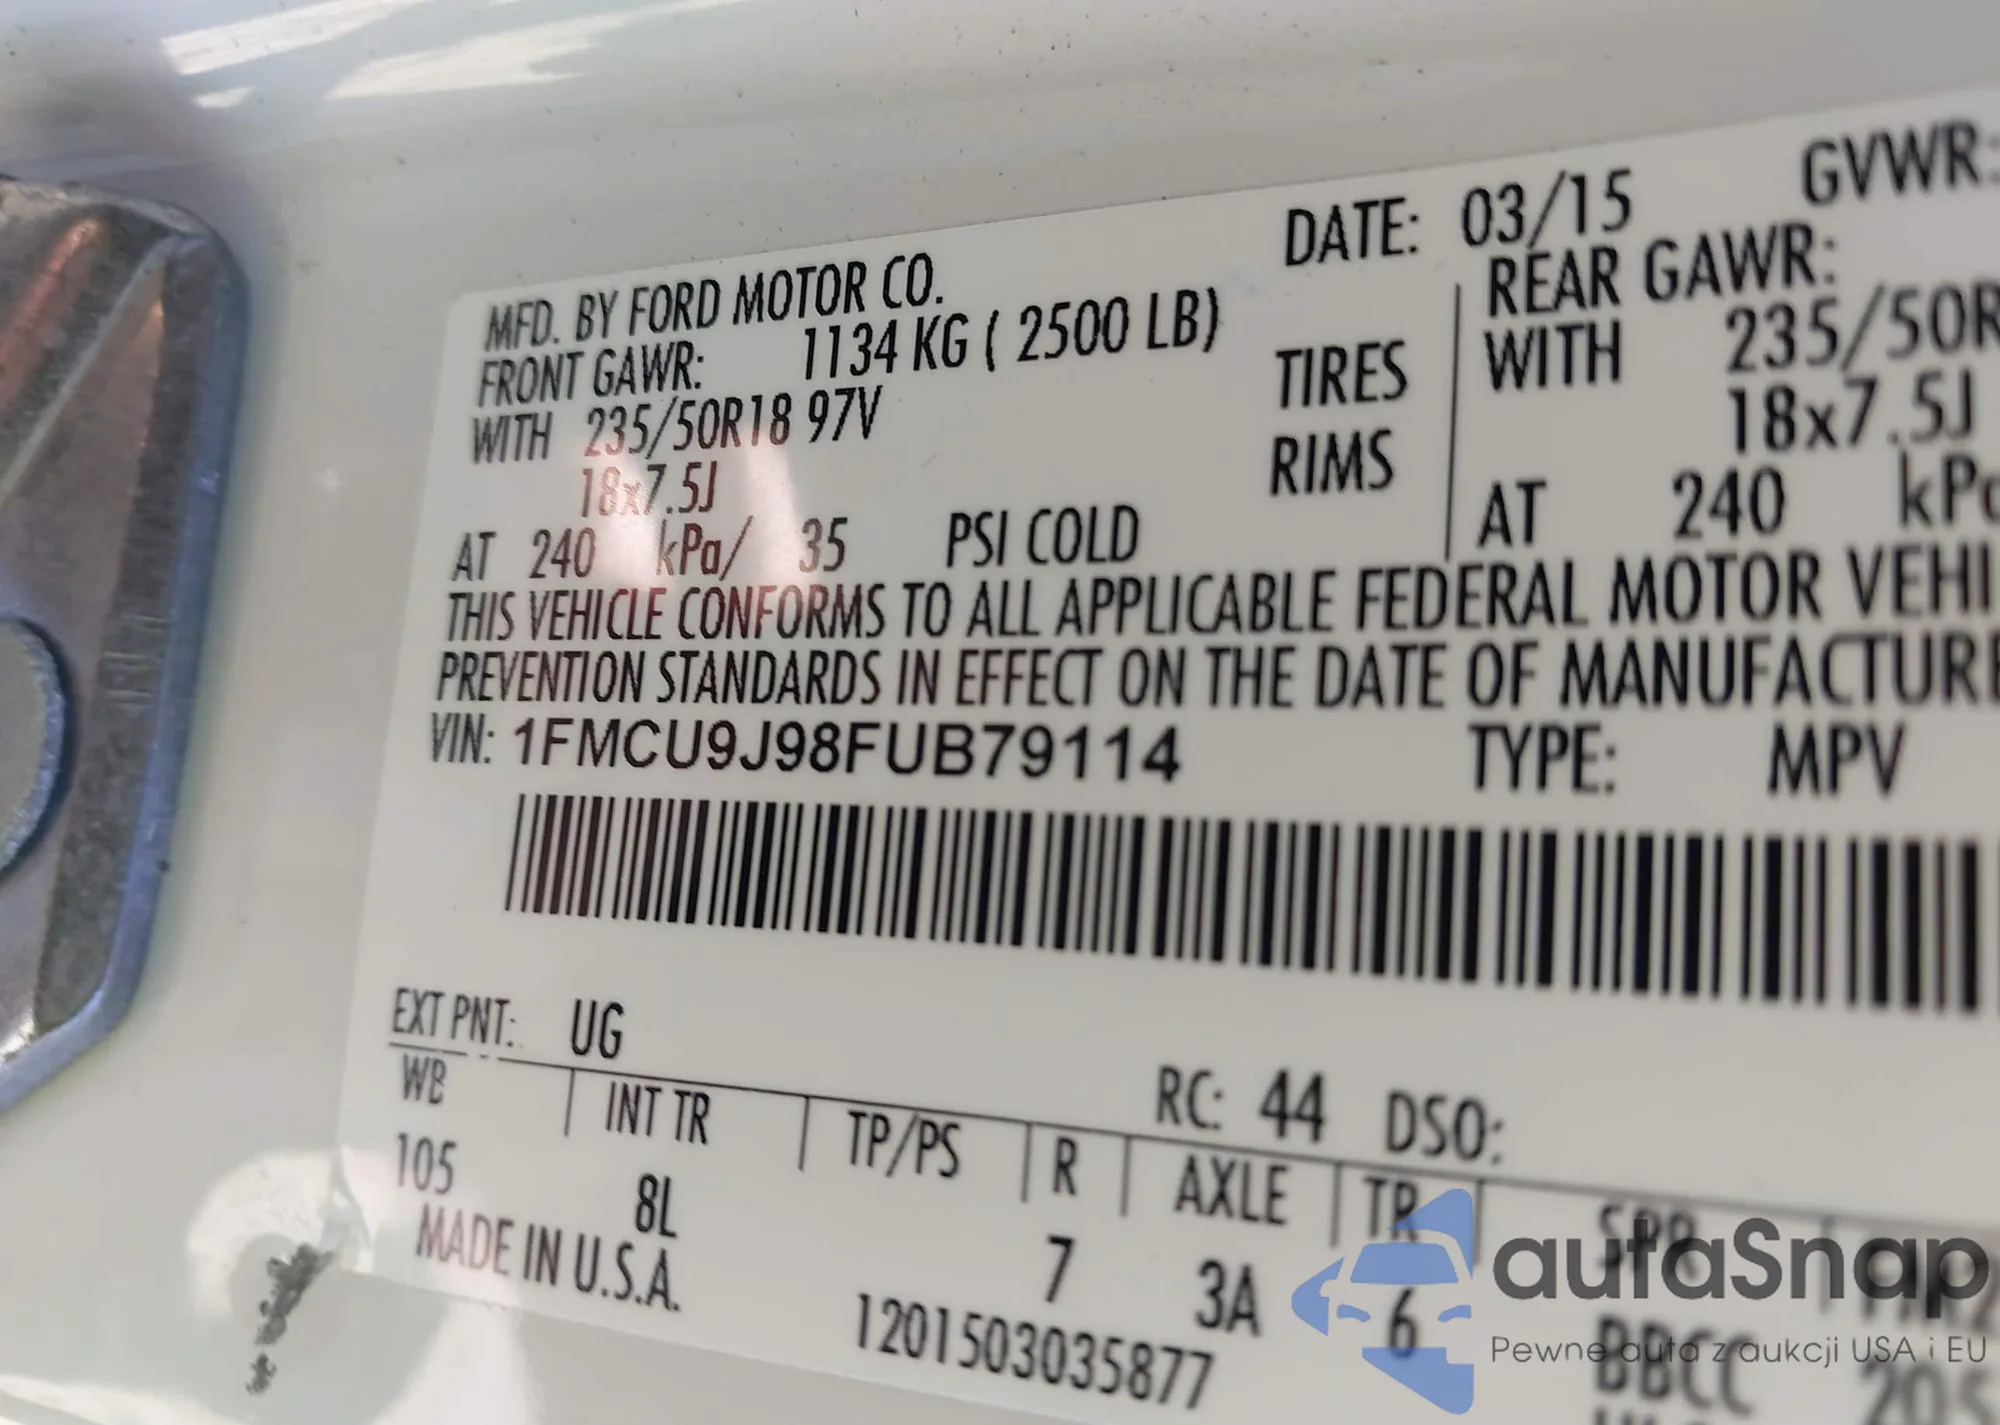 MFD. BY FORD MOTOR CO. DATE: 03/15 GVWR:
FRONT GAWR: 1134 KG ( 2500 LB) REAR GAWR:
WITH 235/50R18 97V TIRES WITH 235/50R
18x7.5J RIMS 18x7.5J
AT 240 kPa/ 35 PSI COLD AT 240 kPa
THIS VEHICLE CONFORMS TO ALL APPLICABLE FEDERAL MOTOR VEHI
PREVENTION STANDARDS IN EFFECT ON THE DATE OF MANUFACTURE
VIN: 1FMCU9J98FUB79114 TYPE: MPV
EXT PNT: UG RC: 44 DSO:
WB INT TR TP/PS R AXLE TR SPR
105 8L 7 3A 6
MADE IN U.S.A. 1201503035877
autaSnap
Pewne auta z aukcji USA i EU